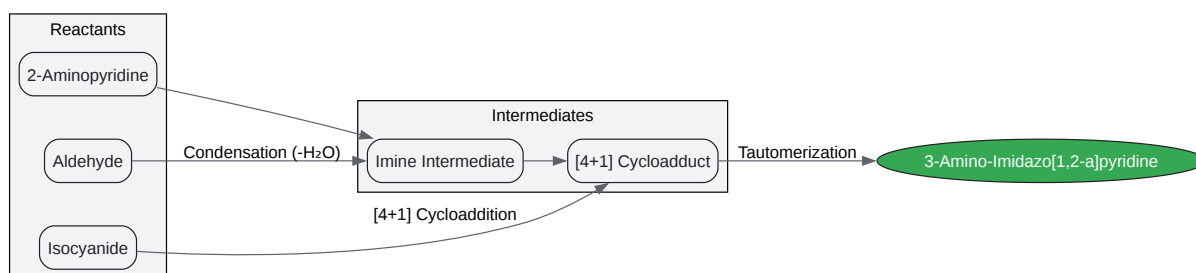 Reactants
2-Aminopyridine
Intermediates
Aldehyde
Condensation (-H₂O)
Imine Intermediate
[4+1] Cycloadduct
Tautomerization
3-Amino-Imidazo[1,2-a]pyridine
[4+1] Cycloaddition
Isocyanide